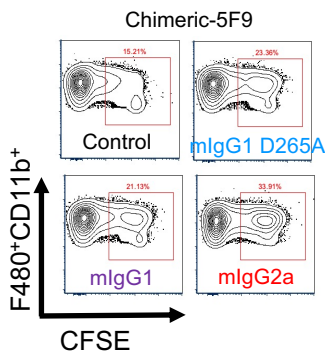 Chimeric-5F9
15.21%
23.36%
Control
mIgG1 D265A
21.13%
33.91%
mIgG1
mIgG2a
F480⁺CD11b⁺
CFSE